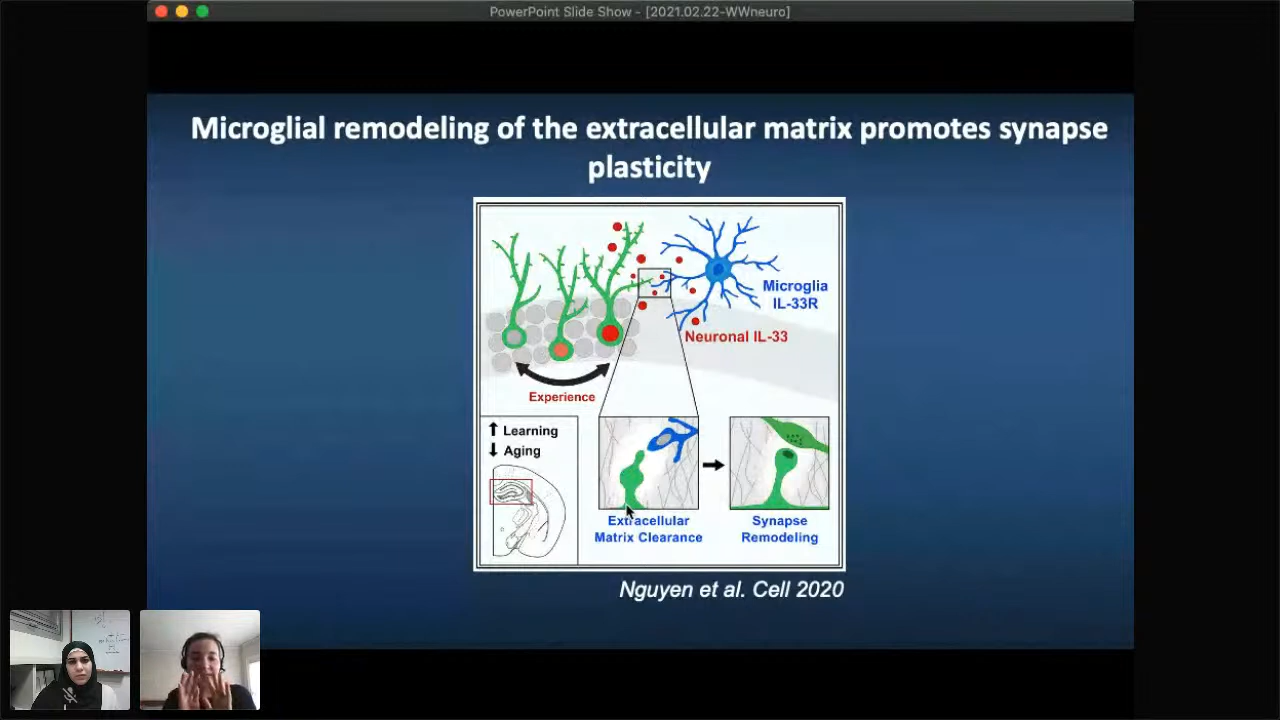 PowerPoint Slide Show - [2021.02.22-WWneuro]
Microglial remodeling of the extracellular matrix promotes synapse
plasticity
Microglia
IL-33R
Neuronal IL-33
Experience
↑ Learning
↓ Aging
Extracellular
Matrix Clearance
Synapse
Remodeling
Nguyen et al. Cell 2020